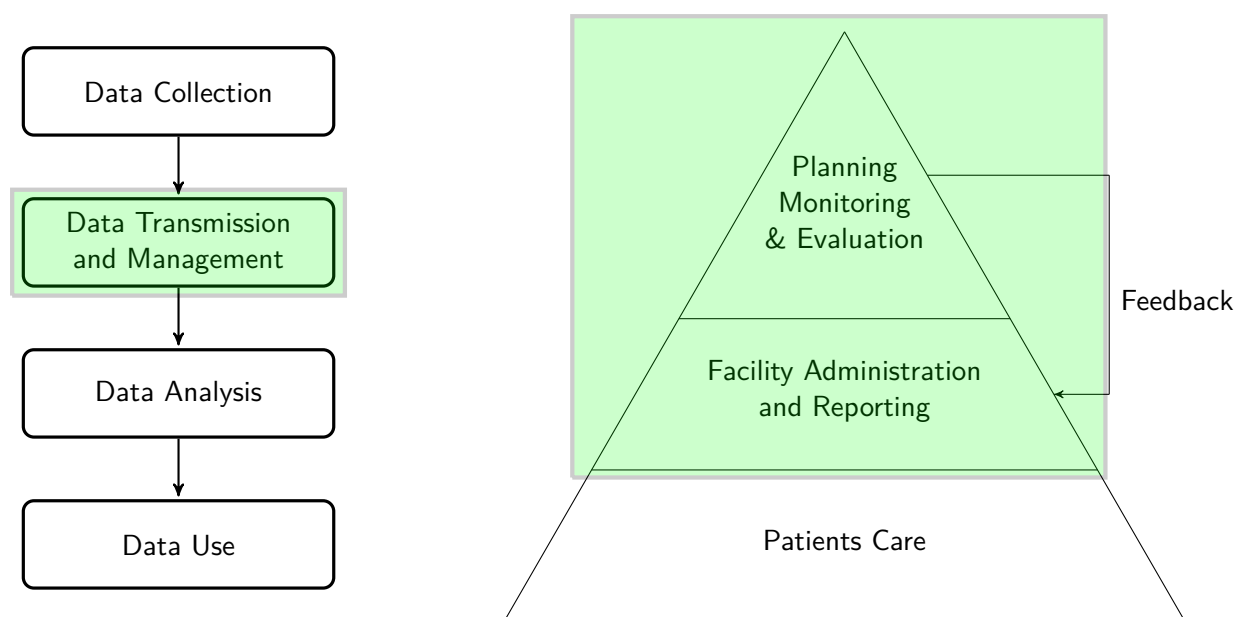 Data Collection
Data Transmission
and Management
Data Analysis
Data Use
Planning
Monitoring
& Evaluation
Feedback
Facility Administration
and Reporting
Patients Care